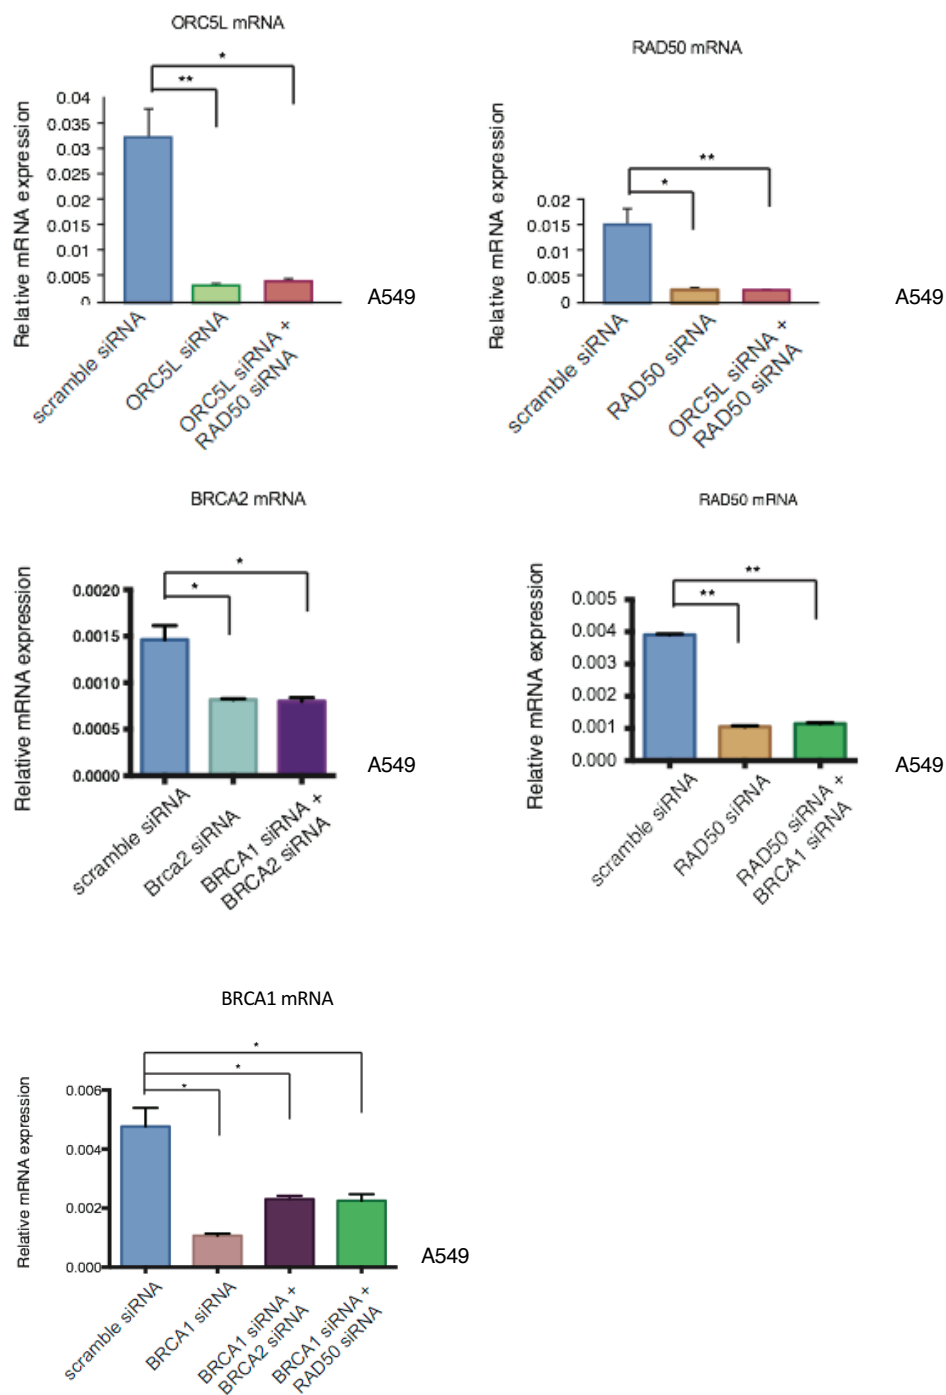 ORC5L mRNA
Relative mRNA expression
*
**
0.04
0.035
0.03
0.025
0.02
0.015
0.01
0.005
0
scramble siRNA
ORC5L siRNA
ORC5L siRNA +
RAD50 siRNA
A549
RAD50 mRNA
Relative mRNA expression
**
*
0.02
0.015
0.01
0.005
0
scramble siRNA
RAD50 siRNA
ORC5L siRNA +
RAD50 siRNA
A549
BRCA2 mRNA
Relative mRNA expression
*
*
0.0020
0.0015
0.0010
0.0005
0.0000
scramble siRNA
Brca2 siRNA
BRCA1 siRNA +
BRCA2 siRNA
A549
RAD50 mRNA
Relative mRNA expression
**
**
0.005
0.004
0.003
0.002
0.001
0.000
scramble siRNA
RAD50 siRNA
RAD50 siRNA +
BRCA1 siRNA
A549
BRCA1 mRNA
Relative mRNA expression
*
*
*
0.006
0.004
0.002
0.000
scramble siRNA
BRCA1 siRNA
BRCA1 siRNA +
BRCA2 siRNA
BRCA1 siRNA +
RAD50 siRNA
A549